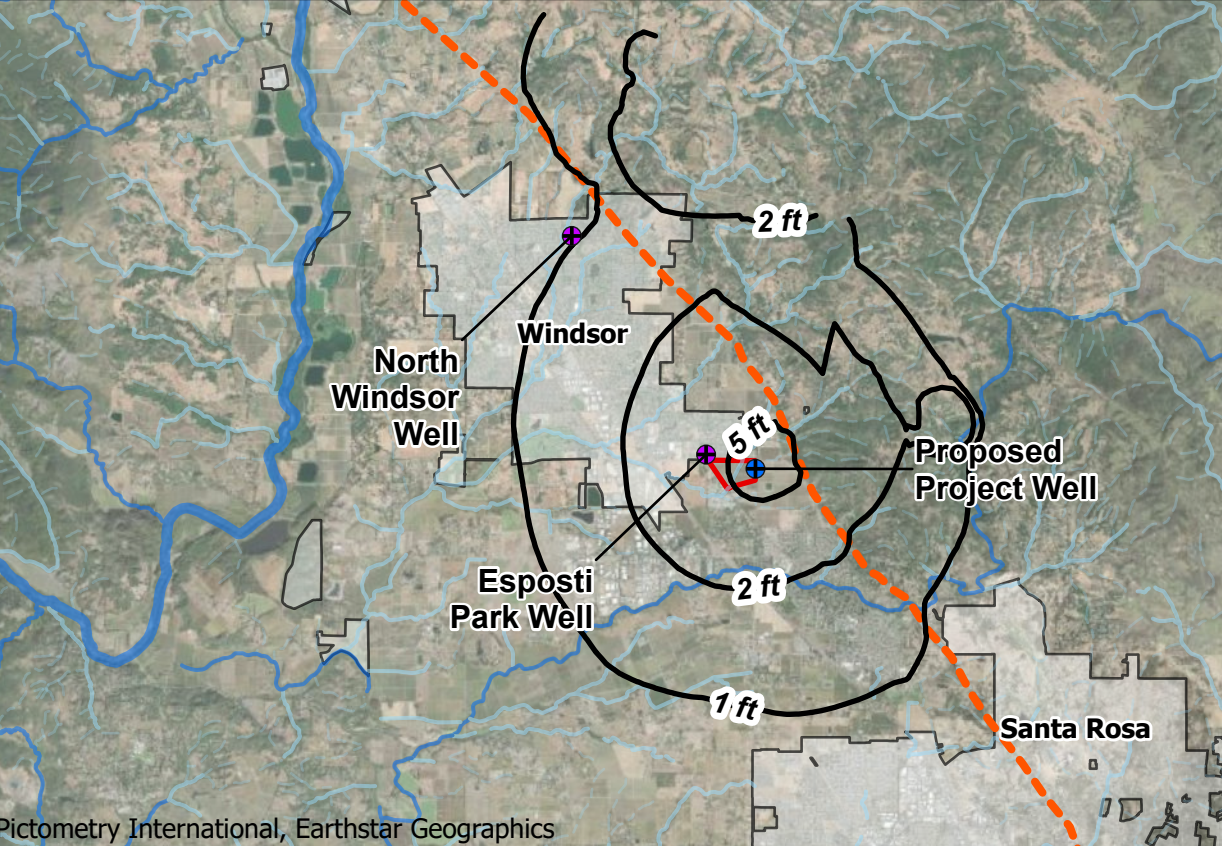 2 ft
Windsor
North
Windsor
Well
5 ft
Proposed
Project Well
Esposti
Park Well
2 ft
1 ft
Santa Rosa
Pictometry International, Earthstar Geographics